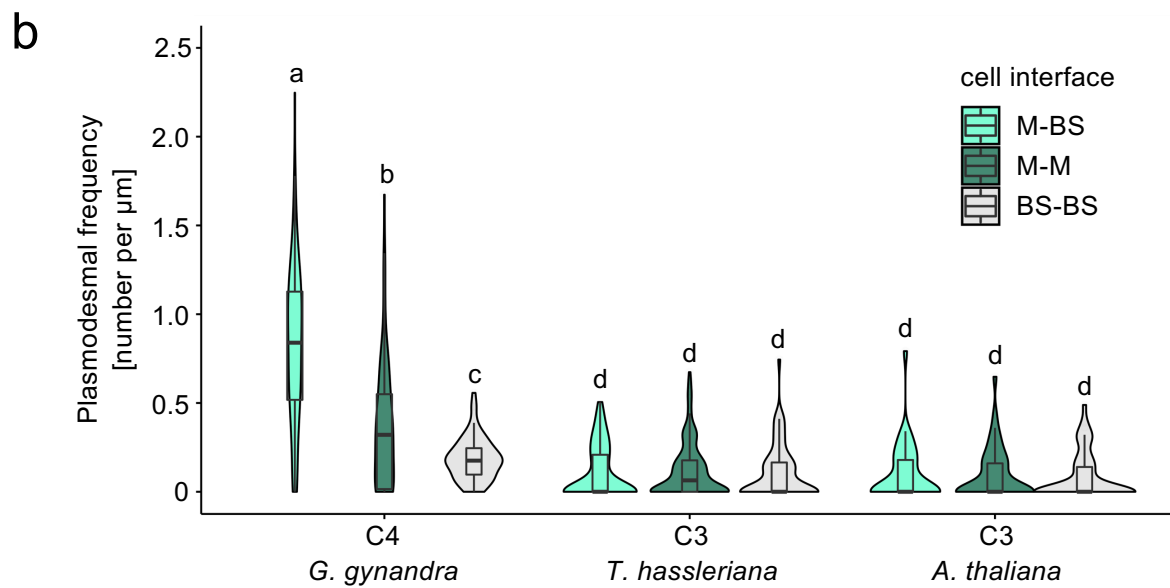 b
Plasmodesmal frequency
[number per µm]
2.5
2.0
1.5
1.0
0.5
0
a
b
c
d
d
d
d
d
d
cell interface
M-BS
M-M
BS-BS
C4
C3
C3
G. gynandra
T. hassleriana
A. thaliana